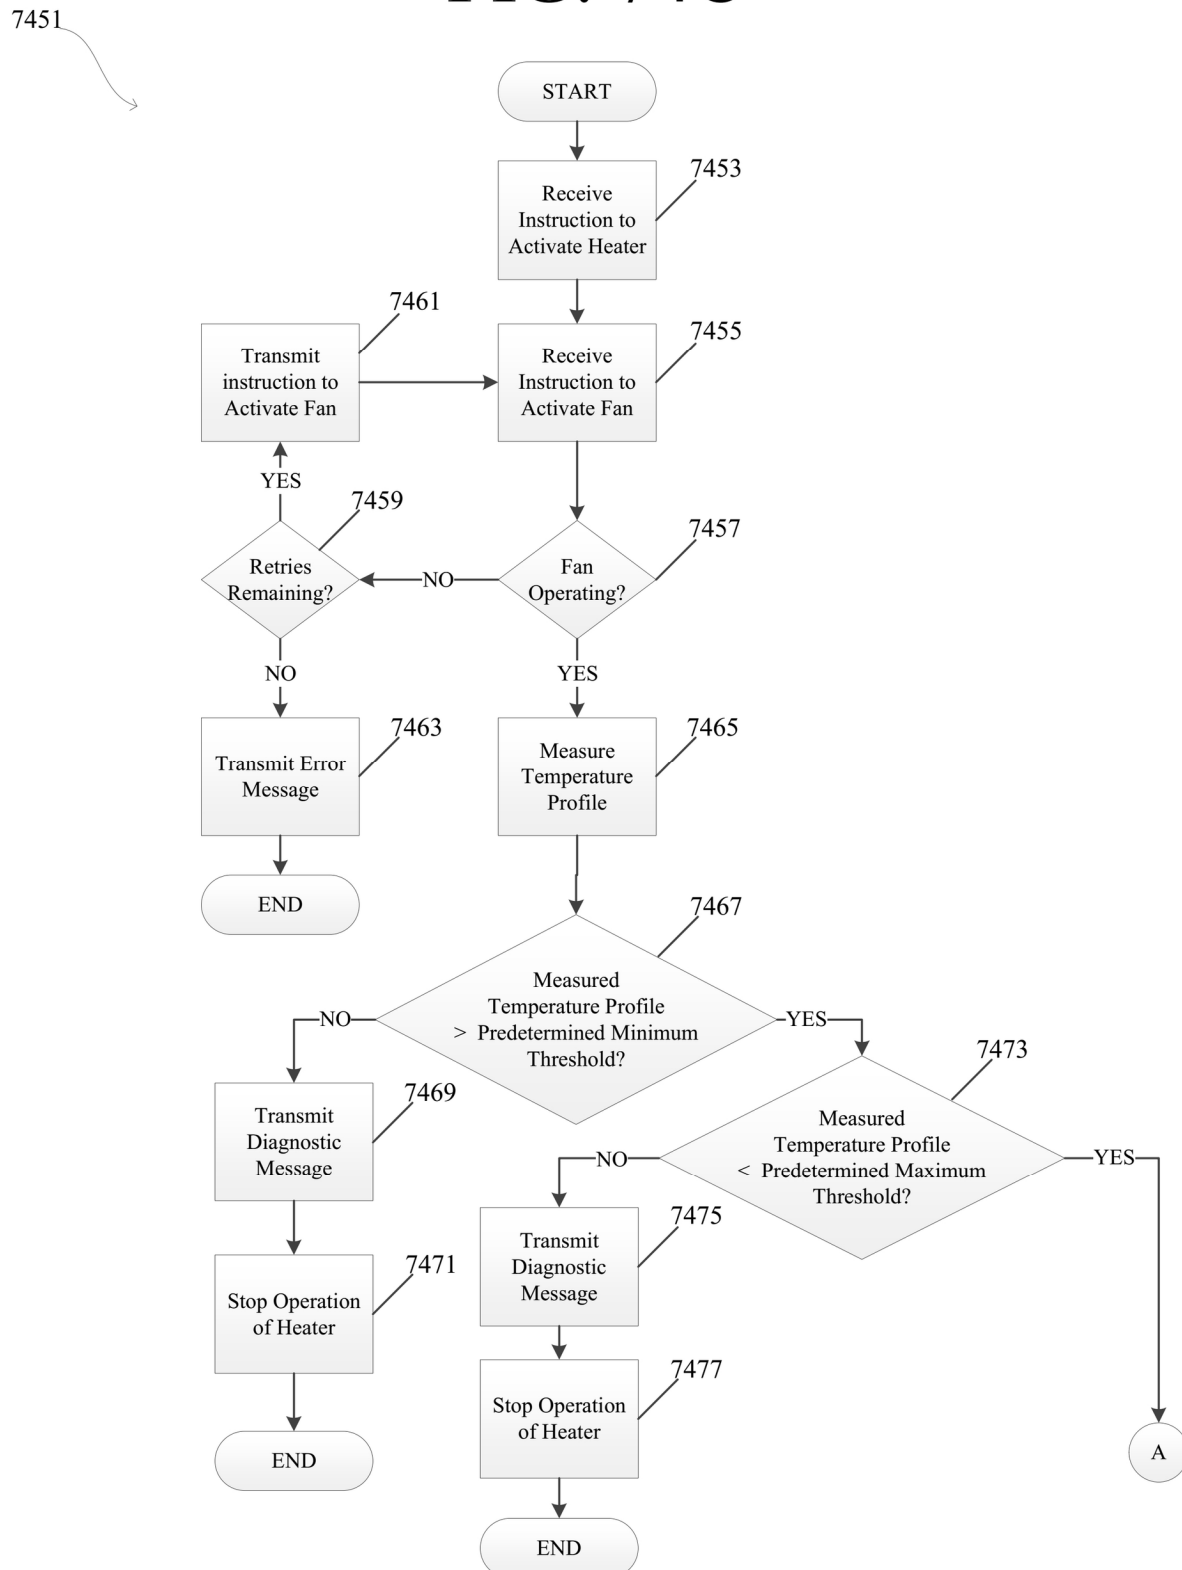 7451
START
7453
Receive
Instruction to
Activate Heater
7461
7455
Transmit
instruction to
Activate Fan
Receive
Instruction to
Activate Fan
YES
7459
7457
Retries
Remaining?
NO
Fan
Operating?
NO
YES
7463
7465
Transmit Error
Message
Measure
Temperature
Profile
END
7467
Measured
Temperature Profile
> Predetermined Minimum
Threshold?
NO
YES
7473
7469
Transmit
Diagnostic
Message
Measured
Temperature Profile
< Predetermined Maximum
Threshold?
NO
YES
7475
Transmit
Diagnostic
Message
7471
Stop Operation
of Heater
7477
Stop Operation
of Heater
END
A
END